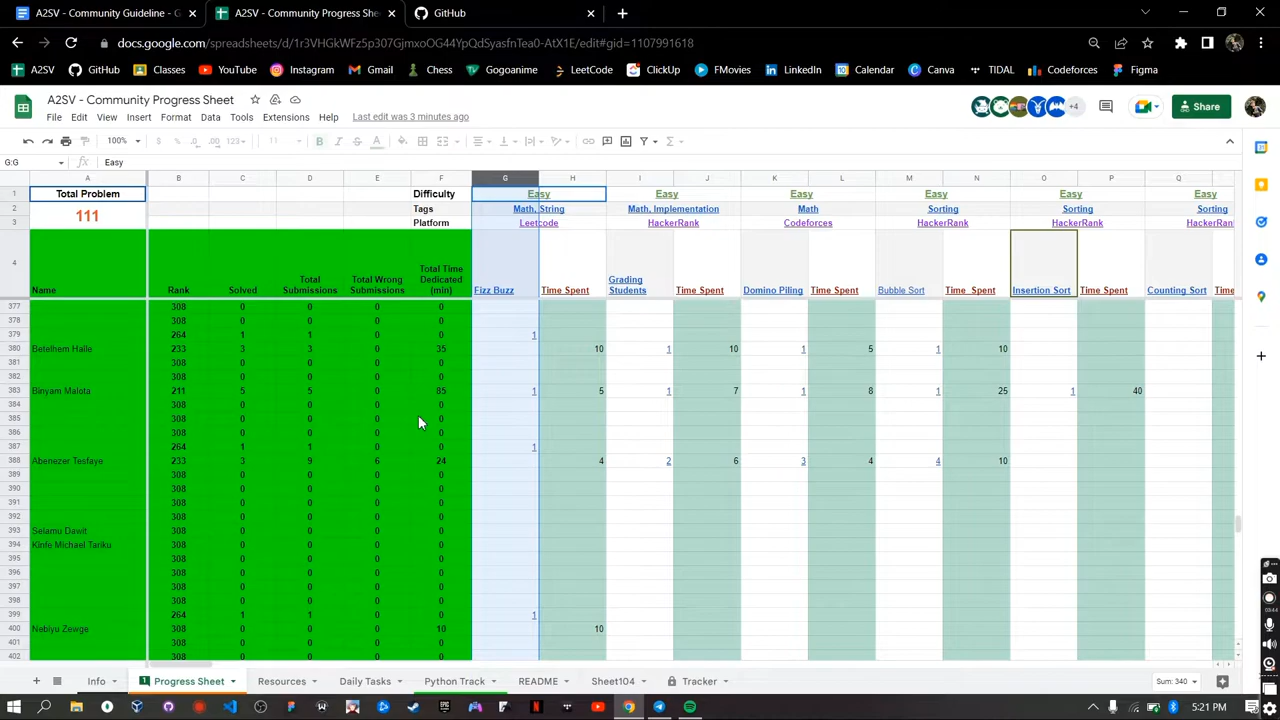 A2SV - Community Guideline - G
A2SV - Community Progress She
GitHub
docs.google.com/spreadsheets/d/1r3VHGkWFz5p307GjmxoOG44YpQdSyasfnTea0-AtX1E/edit#gid=1107991618
A2SV GitHub Classes YouTube Instagram Gmail Chess Gogoanime LeetCode ClickUp FMovies LinkedIn Calendar Canva TIDAL Codeforces Figma
A2SV - Community Progress Sheet
+4
Share
File Edit View Insert Format Data Tools Extensions Help Last edit was 3 minutes ago
100% $ % .0 .00 123 11
G:G Easy
A B C D E F G H I J K L M N O P Q
1 Total Problem Difficulty Easy Easy Easy Easy Easy Easy
2 111 Tags Math, String Math, Implementation Math Sorting Sorting Sorting
3 Platform Leetcode HackerRank Codeforces HackerRank HackerRank HackerRank
4 Name Rank Solved Total Submissions Total Wrong Submissions Total Time Dedicated (min) Fizz Buzz Time Spent Grading Students Time Spent Domino Piling Time Spent Bubble Sort Time Spent Insertion Sort Time Spent Counting Sort Time
377 308 0 0 0 0
378 308 0 0 0 0
379 264 1 1 0 0 1
380 Betelhem Haile 233 3 3 0 35 10 1 10 1 5 1 10
381 308 0 0 0 0
382 308 0 0 0 0
383 Binyam Malota 211 5 5 0 85 1 5 1 7 1 8 1 25 1 40
384 308 0 0 0 0
385 308 0 0 0 0
386 308 0 0 0 0
387 264 1 1 0 0 1
388 Abenezer Tesfaye 233 3 9 6 24 4 2 6 3 4 4 10
389 308 0 0 0 0
390 308 0 0 0 0
391 308 0 0 0 0
392 308 0 0 0 0
393 Selamu Dawit 308 0 0 0 0
394 Kinfe Michael Tariku 308 0 0 0 0
395 308 0 0 0 0
396 308 0 0 0 0
397 308 0 0 0 0
398 308 0 0 0 0
399 264 1 1 0 0 1
400 Nebiyu Zewge 308 0 0 0 10 10
401 308 0 0 0 0
402 308 0 0 0 0
Info 1 Progress Sheet Resources Daily Tasks Python Track README Sheet104 Tracker Sum: 340
03:44
5:21 PM